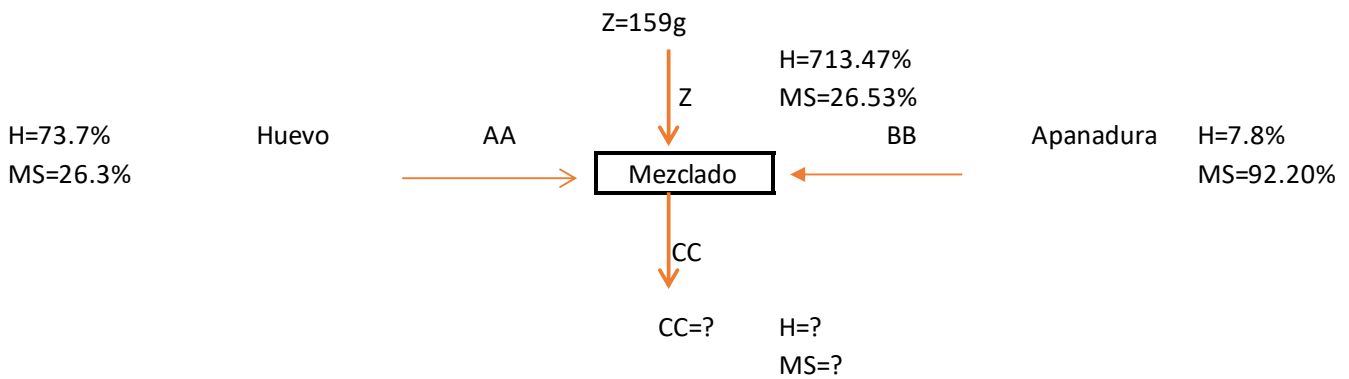 Z=159g
H=713.47%
MS=26.53%
Z
H=73.7% Huevo AA BB Apanadura H=7.8%
MS=26.3% Mezclado MS=92.20%
CC
CC=? H=?
MS=?